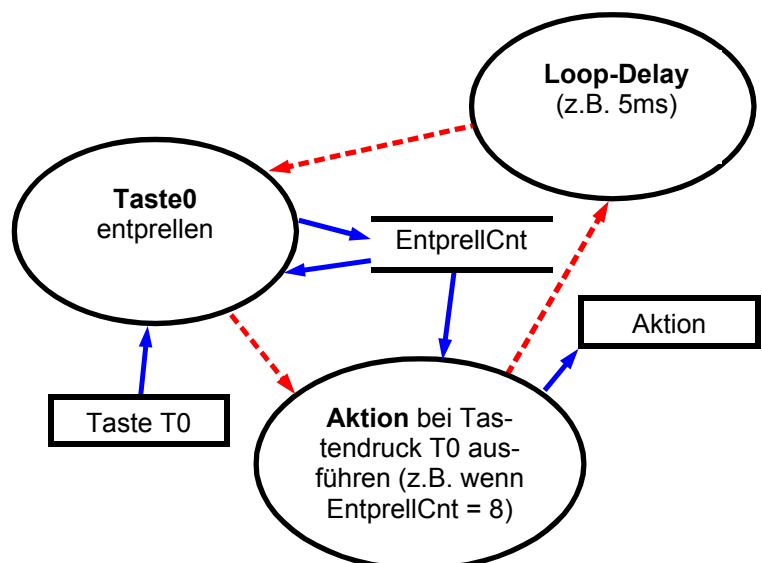 Loop-Delay
(z.B. 5ms)
Taste0
entprellen
EntprellCnt
Aktion
Taste T0
Aktion bei Tas-
tendruck T0 aus-
führen (z.B. wenn
EntprellCnt = 8)